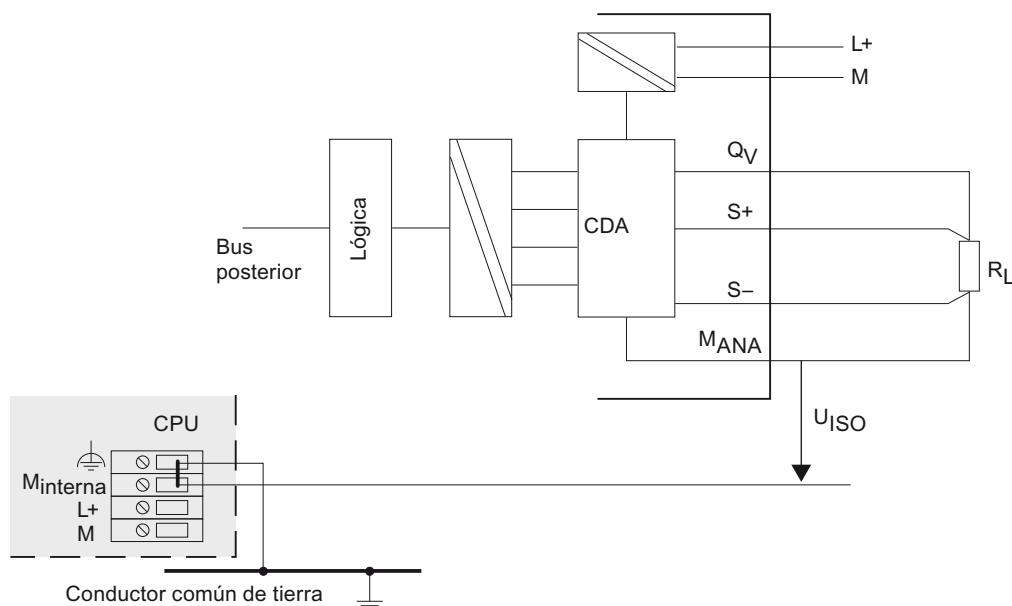 L+
M
QV
S+
CDA
Lógica
Bus
posterior
RL
S–
MANA
UISO
CPU
Minterna
L+
M
Conductor común de tierra